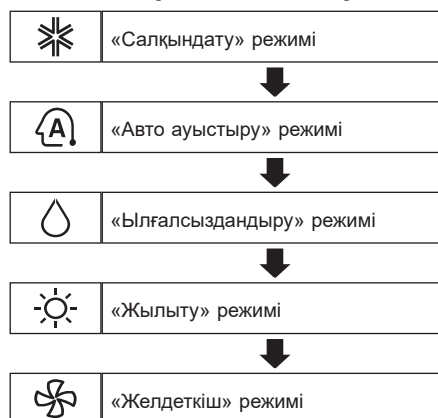 «Салқындату» режимі
A
«Авто ауыстыру» режимі
«Ылғалсыздандыру» режимі
«Жылыту» режимі
«Желдеткіш» режимі